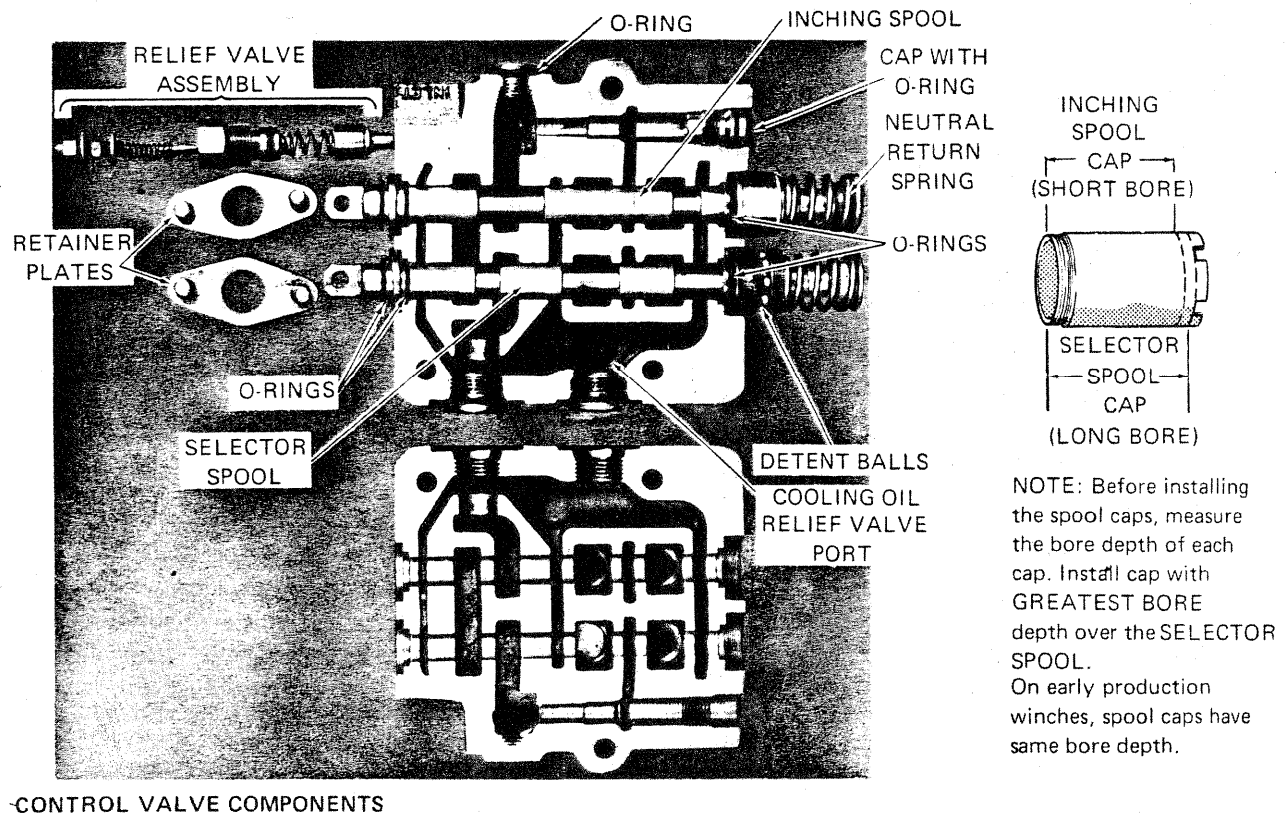 O-RING
INCHING SPOOL
RELIEF VALVE
ASSEMBLY
CAP WITH
O-RING
NEUTRAL
RETURN
SPRING
INCHING
SPOOL
CAP
(SHORT BORE)
RETAINER
PLATES
O-RINGS
SELECTOR
SPOOL
CAP
(LONG BORE)
O-RINGS
SELECTOR
SPOOL
DETENT BALLS
COOLING OIL
RELIEF VALVE
PORT
NOTE: Before installing
the spool caps, measure
the bore depth of each
cap. Install cap with
GREATEST BORE
depth over the SELECTOR
SPOOL.
On early production
winches, spool caps have
same bore depth.
CONTROL VALVE COMPONENTS